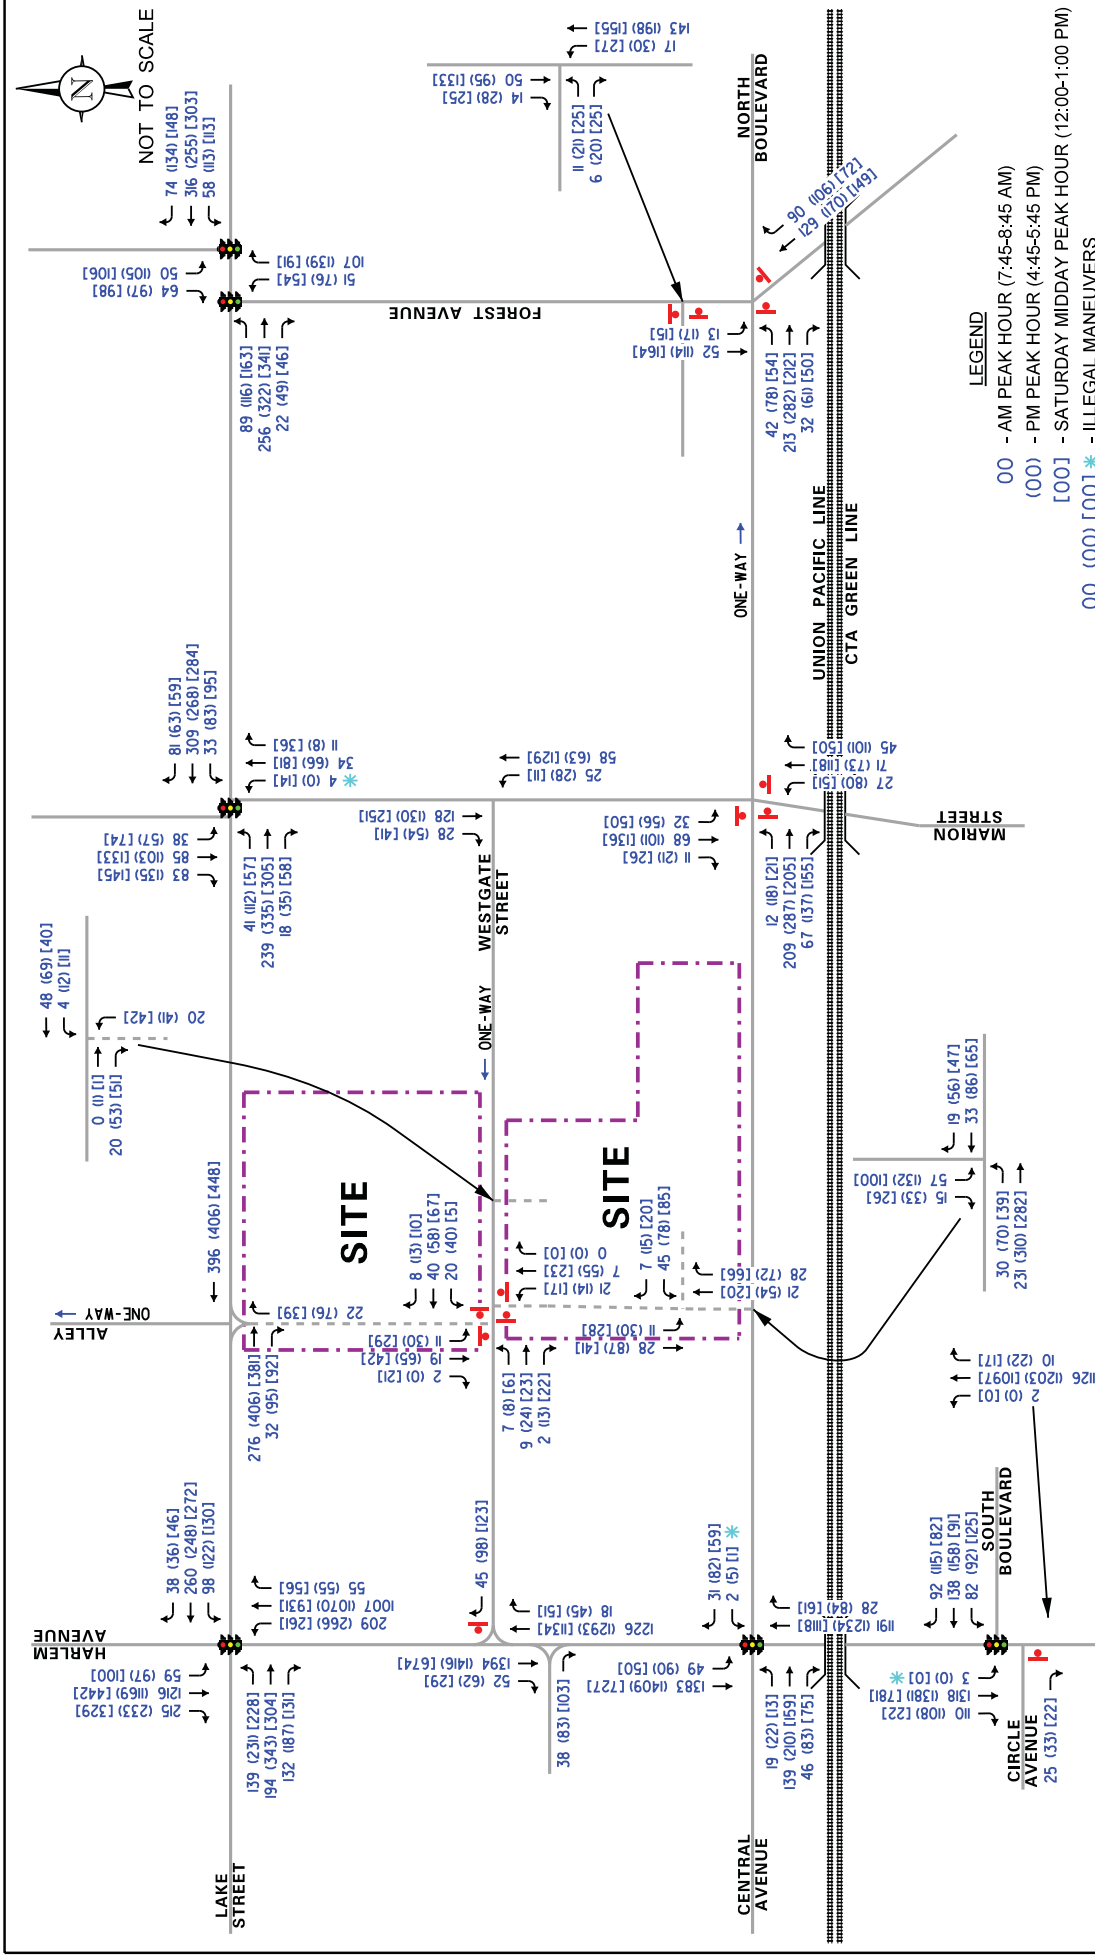 NOT TO SCALE
74 (134) [148]
316 (255) [303]
58 (113) [113]
50 (105) [106]
64 (97) [98]
107 (39) [91]
51 (76) [54]
89 (116) [163]
256 (322) [341]
22 (49) [46]
FOREST AVENUE
143 (98) [155]
17 (30) [27]
50 (95) [133]
14 (28) [25]
11 (21) [25]
6 (20) [25]
NORTH
BOULEVARD
13 (17) [15]
52 (114) [164]
90 (106) [72]
129 (170) [149]
42 (78) [54]
213 (282) [212]
32 (61) [50]
ONE-WAY
UNION PACIFIC LINE
CTA GREEN LINE
LEGEND
00 - AM PEAK HOUR (7:45-8:45 AM)
(00) - PM PEAK HOUR (4:45-5:45 PM)
[00] - SATURDAY MIDDAY PEAK HOUR (12:00-1:00 PM)
00 (00) [00] * - ILLEGAL MANEUVERS
81 (63) [59]
309 (268) [284]
33 (83) [95]
38 (57) [74]
85 (103) [133]
83 (135) [145]
11 (8) [36]
34 (66) [81]
4 (0) [14] *
41 (112) [57]
239 (335) [305]
18 (35) [58]
58 (63) [129]
25 (28) [11]
128 (130) [251]
28 (54) [41]
WESTGATE
STREET
ONE-WAY
32 (56) [50]
68 (101) [136]
11 (21) [26]
45 (101) [50]
71 (73) [118]
27 (80) [51]
12 (18) [21]
209 (287) [205]
67 (137) [155]
MARION
STREET
48 (69) [40]
4 (12) [11]
20 (41) [42]
0 (1) [1]
20 (53) [51]
396 (406) [448]
ONE-WAY
ALLEY
SITE
SITE
22 (76) [39]
276 (406) [381]
32 (95) [92]
8 (13) [10]
40 (58) [67]
20 (40) [5]
11 (30) [29]
19 (65) [42]
2 (0) [21]
0 (0) [0]
7 (55) [23]
21 (4) [17]
7 (8) [6]
9 (24) [23]
2 (13) [22]
7 (15) [20]
45 (78) [85]
28 (72) [66]
21 (54) [20]
11 (30) [28]
28 (87) [41]
19 (56) [47]
33 (86) [65]
57 (132) [100]
15 (33) [26]
30 (70) [39]
231 (310) [282]
38 (36) [46]
260 (248) [272]
98 (122) [130]
HARLEM
AVENUE
59 (97) [100]
1216 (1169) [442]
215 (233) [329]
55 (55) [56]
1007 (1070) [931]
209 (266) [261]
139 (231) [228]
194 (343) [304]
132 (187) [131]
LAKE
STREET
45 (98) [123]
18 (45) [51]
1226 (1293) [1134]
1394 (1416) [674]
52 (62) [29]
38 (83) [103]
31 (82) [59]
2 (5) [1] *
49 (90) [50]
1383 (1409) [727]
28 (84) [61]
1191 (1234) [1118]
19 (22) [13]
139 (210) [159]
46 (83) [75]
CENTRAL
AVENUE
10 (22) [17]
1126 (1203) [1097]
2 (0) [0]
92 (115) [82]
138 (158) [91]
82 (92) [125]
SOUTH
BOULEVARD
3 (0) [0] *
1318 (1381) [781]
110 (108) [22]
CIRCLE
AVENUE
25 (33) [22]
N